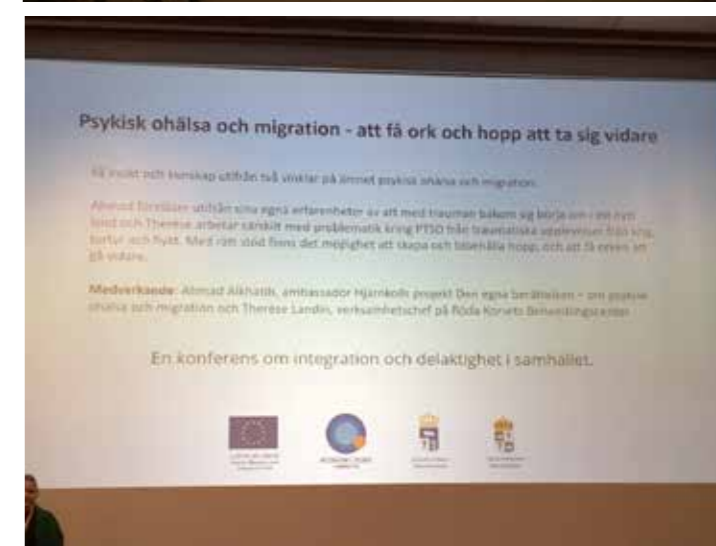 Psykisk ohälsa och migration - att få ork och hopp att ta sig vidare
Få insikt och kunskap utifrån två vinklar på ämnet psykisk ohälsa och migration.
Ahmad förmedlar utifrån sina egna erfarenheter av att med trauman bakom sig börja om i ett nytt
land och Therese arbetar särskilt med problematik kring PTSD från traumatiska upplevelser från krig,
tortyr och flykt. Med rätt stöd finns det möjlighet att skapa och bibehålla hopp, och att få orken att
gå vidare.
Medverkande: Ahmad Alkhatib, ambassadör Hjärnkolls projekt Den egna berättelsen – om psykisk
ohälsa och migration och Therese Landin, verksamhetschef på Röda Korsets Behandlingscenter
En konferens om integration och delaktighet i samhället.